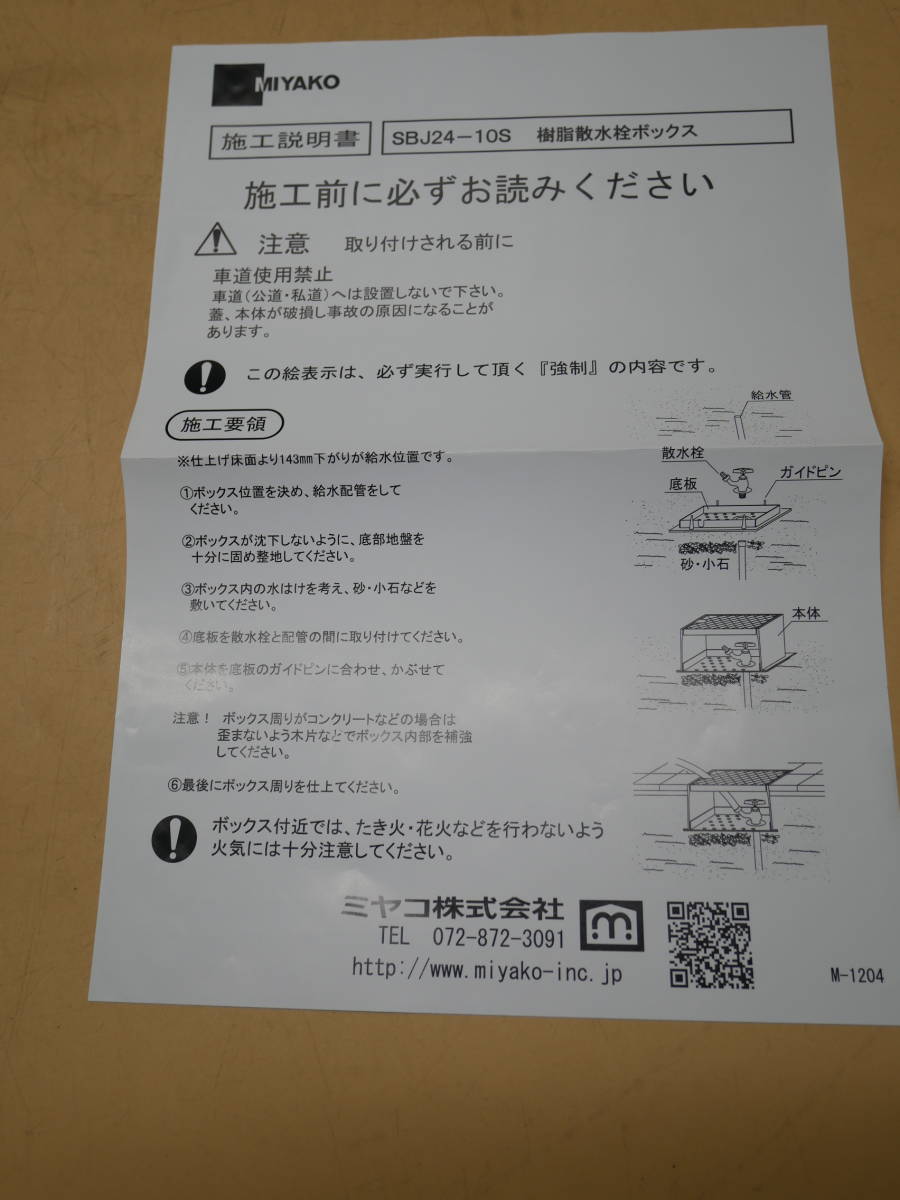 MIYAKO
施工説明書
SBJ24-10S 樹脂散水栓ボックス
施工前に必ずお読みください
注意 取り付けされる前に
車道使用禁止
車道(公道・私道)へは設置しないで下さい。
蓋、本体が破損し事故の原因になることが
あります。
この絵表示は、必ず実行して頂く『強制』の内容です。
施工要領
※仕上げ床面より143mm下がりが給水位置です。
①ボックス位置を決め、給水配管をして
ください。
②ボックスが沈下しないように、底部地盤を
十分に固め整地してください。
③ボックス内の水はけを考え、砂・小石などを
敷いてください。
④底板を散水栓と配管の間に取り付けてください。
⑤本体を底板のガイドピンに合わせ、かぶせて
ください。
注意! ボックス周りがコンクリートなどの場合は
歪まないよう木片などでボックス内部を補強
してください。
⑥最後にボックス周りを仕上てください。
給水管
散水栓
底板
ガイドピン
砂・小石
本体
ボックス付近では、たき火・花火などを行わないよう
火気には十分注意してください。
ミヤコ株式会社
TEL 072-872-3091
http://www.miyako-inc.jp
M-1204